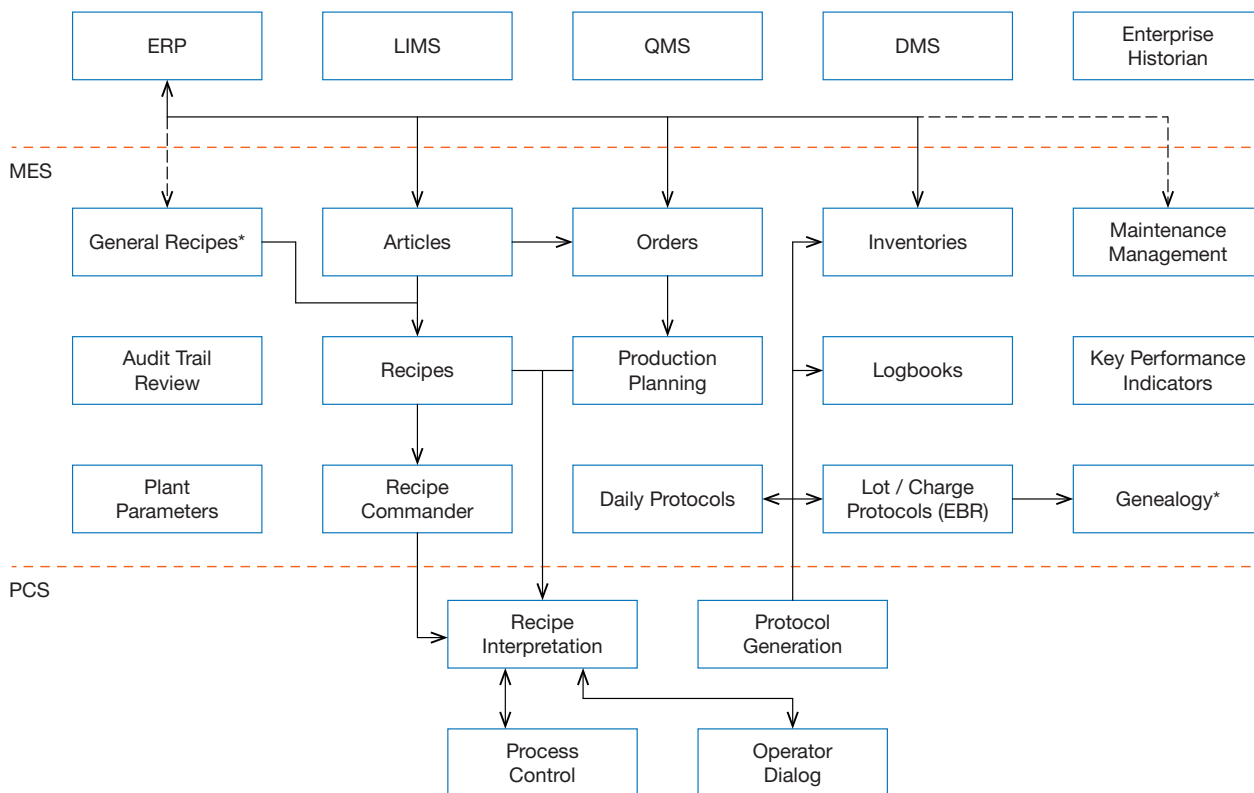 ERP
LIMS
QMS
DMS
Enterprise
Historian
MES
General Recipes*
Articles
Orders
Inventories
Maintenance
Management
Audit Trail
Review
Recipes
Production
Planning
Logbooks
Key Performance
Indicators
Plant
Parameters
Recipe
Commander
Daily Protocols
Lot / Charge
Protocols (EBR)
Genealogy*
PCS
Recipe
Interpretation
Protocol
Generation
Process
Control
Operator
Dialog